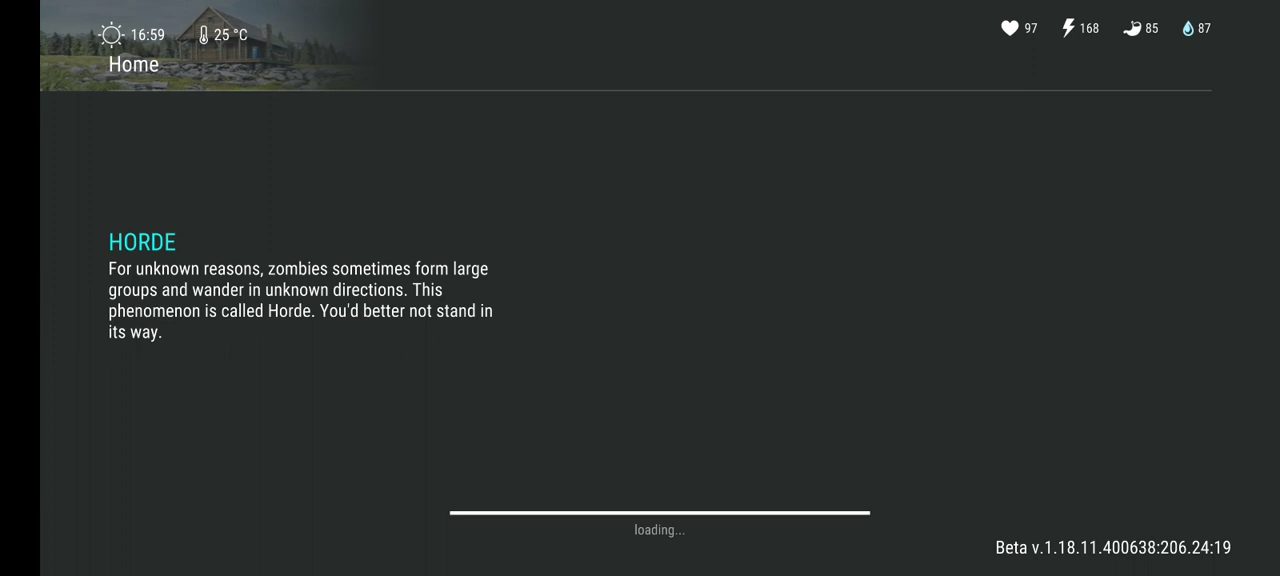 16:59 25 °C
97 168 85 87
Home
HORDE
For unknown reasons, zombies sometimes form large
groups and wander in unknown directions. This
phenomenon is called Horde. You'd better not stand in
its way.
loading...
Beta v.1.18.11.400638:206.24:19